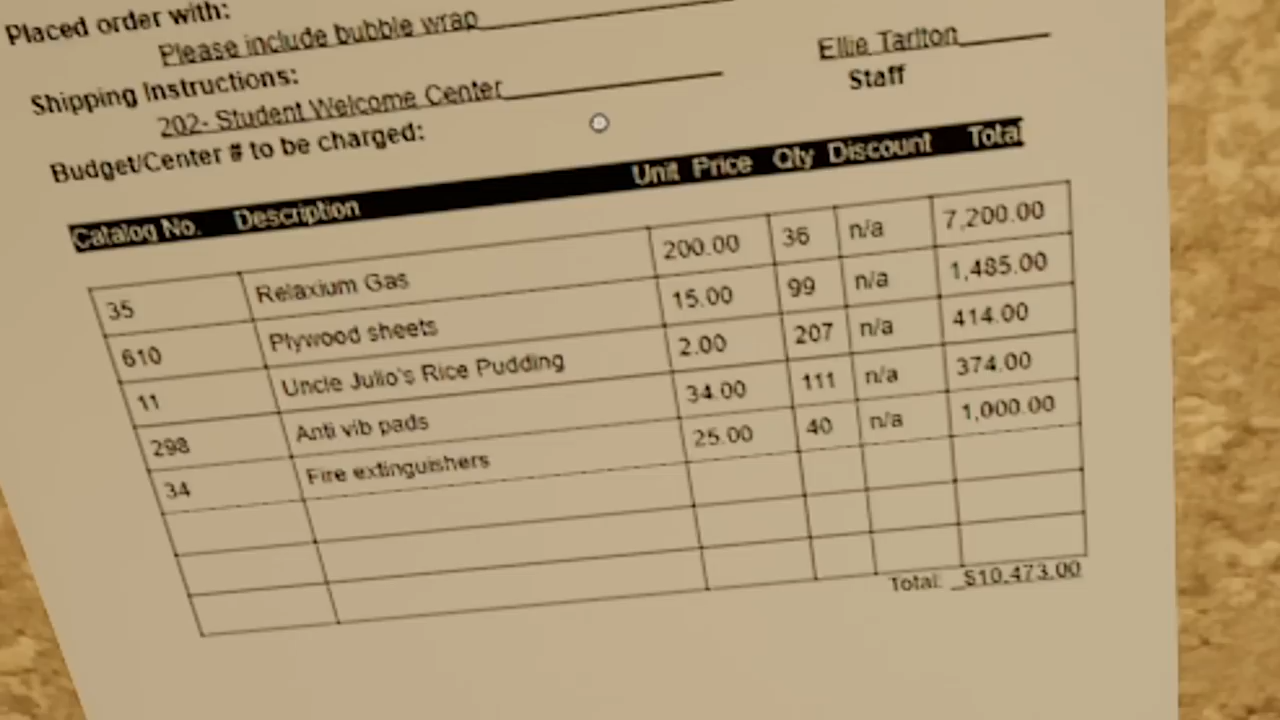 Placed order with:
Please include bubble wrap
Shipping Instructions:
Ellie Tarlton
Staff
202- Student Welcome Center
Budget/Center # to be charged:
Catalog No. Description Unit Price Qty Discount Total
35 Relaxium Gas 200.00 36 n/a 7,200.00
610 Plywood sheets 15.00 99 n/a 1,485.00
11 Uncle Julio's Rice Pudding 2.00 207 n/a 414.00
298 Anti vib pads 34.00 111 n/a 374.00
34 Fire extinguishers 25.00 40 n/a 1,000.00
Total: _$10,473.00